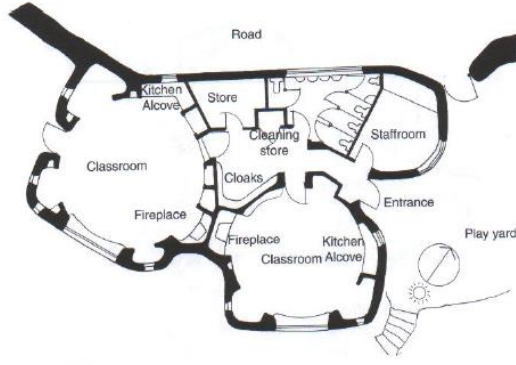 Road
Kitchen
Alcove
Store
Cleaning
store
Staffroom
Classroom
Cloaks
Fireplace
Entrance
Fireplace
Kitchen
Alcove
Classroom
Play yard